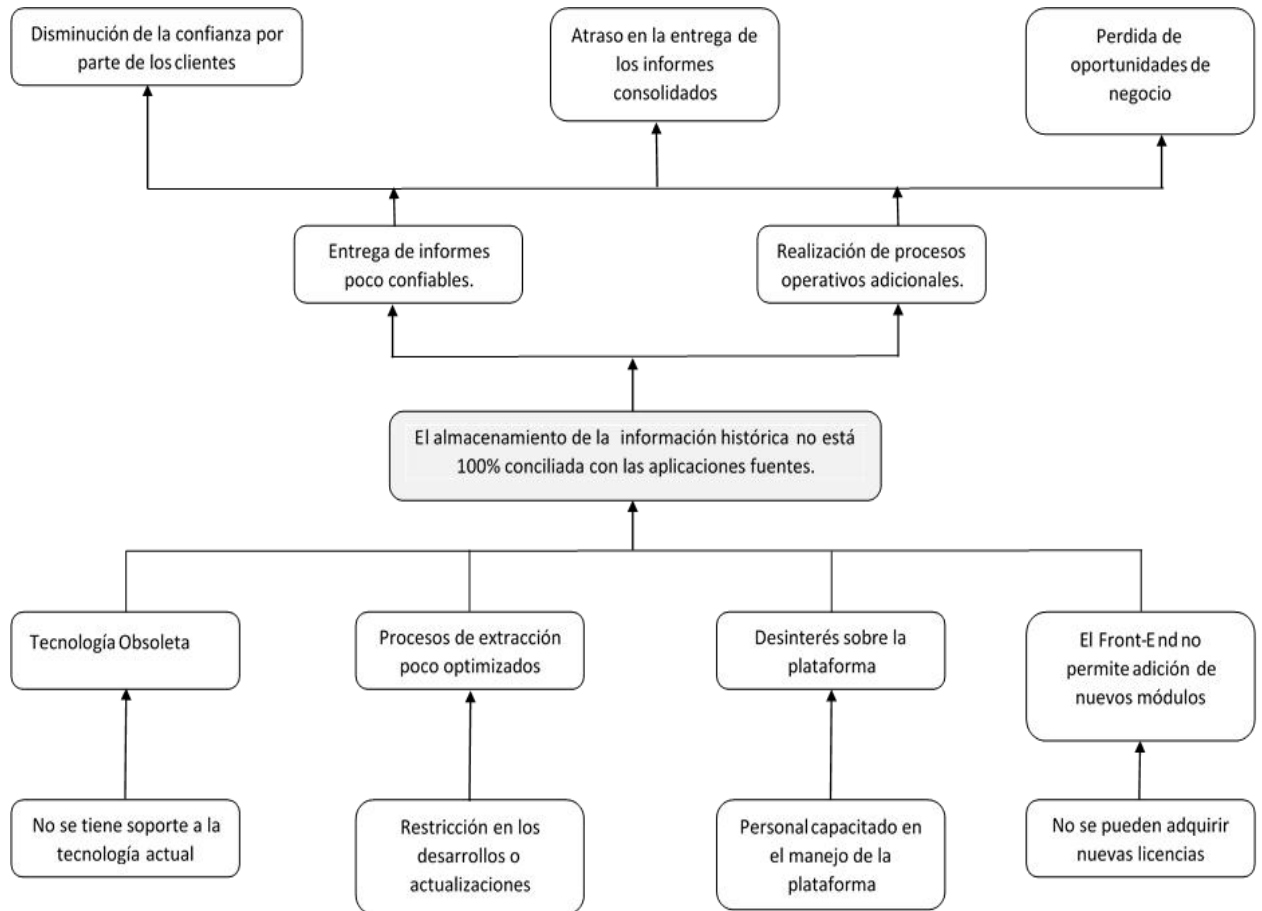 Disminución de la confianza por
parte de los clientes
Atraso en la entrega de
los informes
consolidados
Perdida de
oportunidades de
negocio
Entrega de informes
poco confiables.
Realización de procesos
operativos adicionales.
El almacenamiento de la información histórica no está
100% conciliada con las aplicaciones fuentes.
Tecnología Obsoleta
Procesos de extracción
poco optimizados
Desinterés sobre la
plataforma
El Front-End no
permite adición de
nuevos módulos
No se tiene soporte a la
tecnología actual
Restricción en los
desarrollos o
actualizaciones
Personal capacitado en
el manejo de la
plataforma
No se pueden adquirir
nuevas licencias